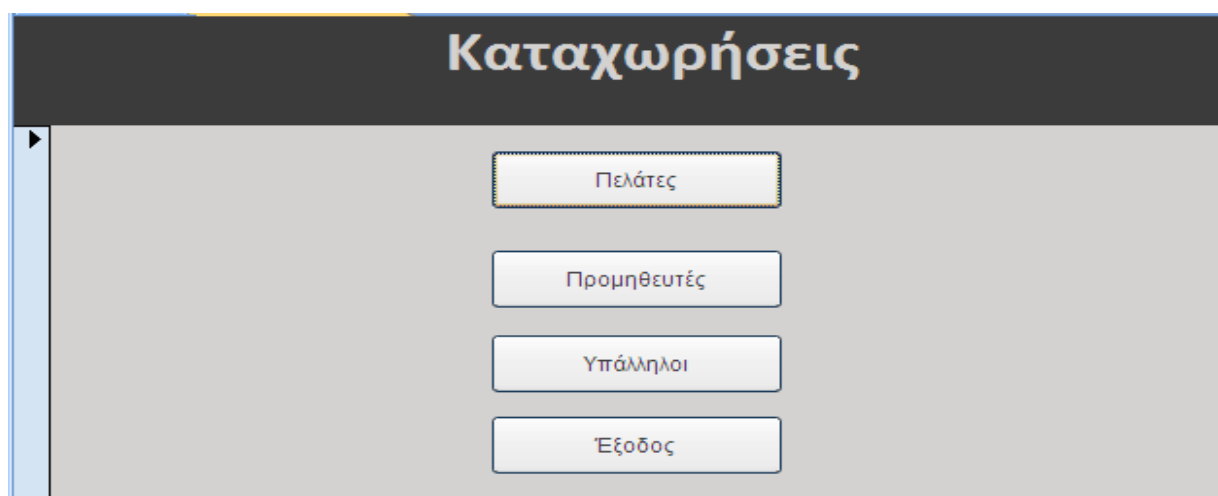 Καταχωρήσεις
Πελάτες
Προμηθευτές
Υπάλληλοι
Έξοδος